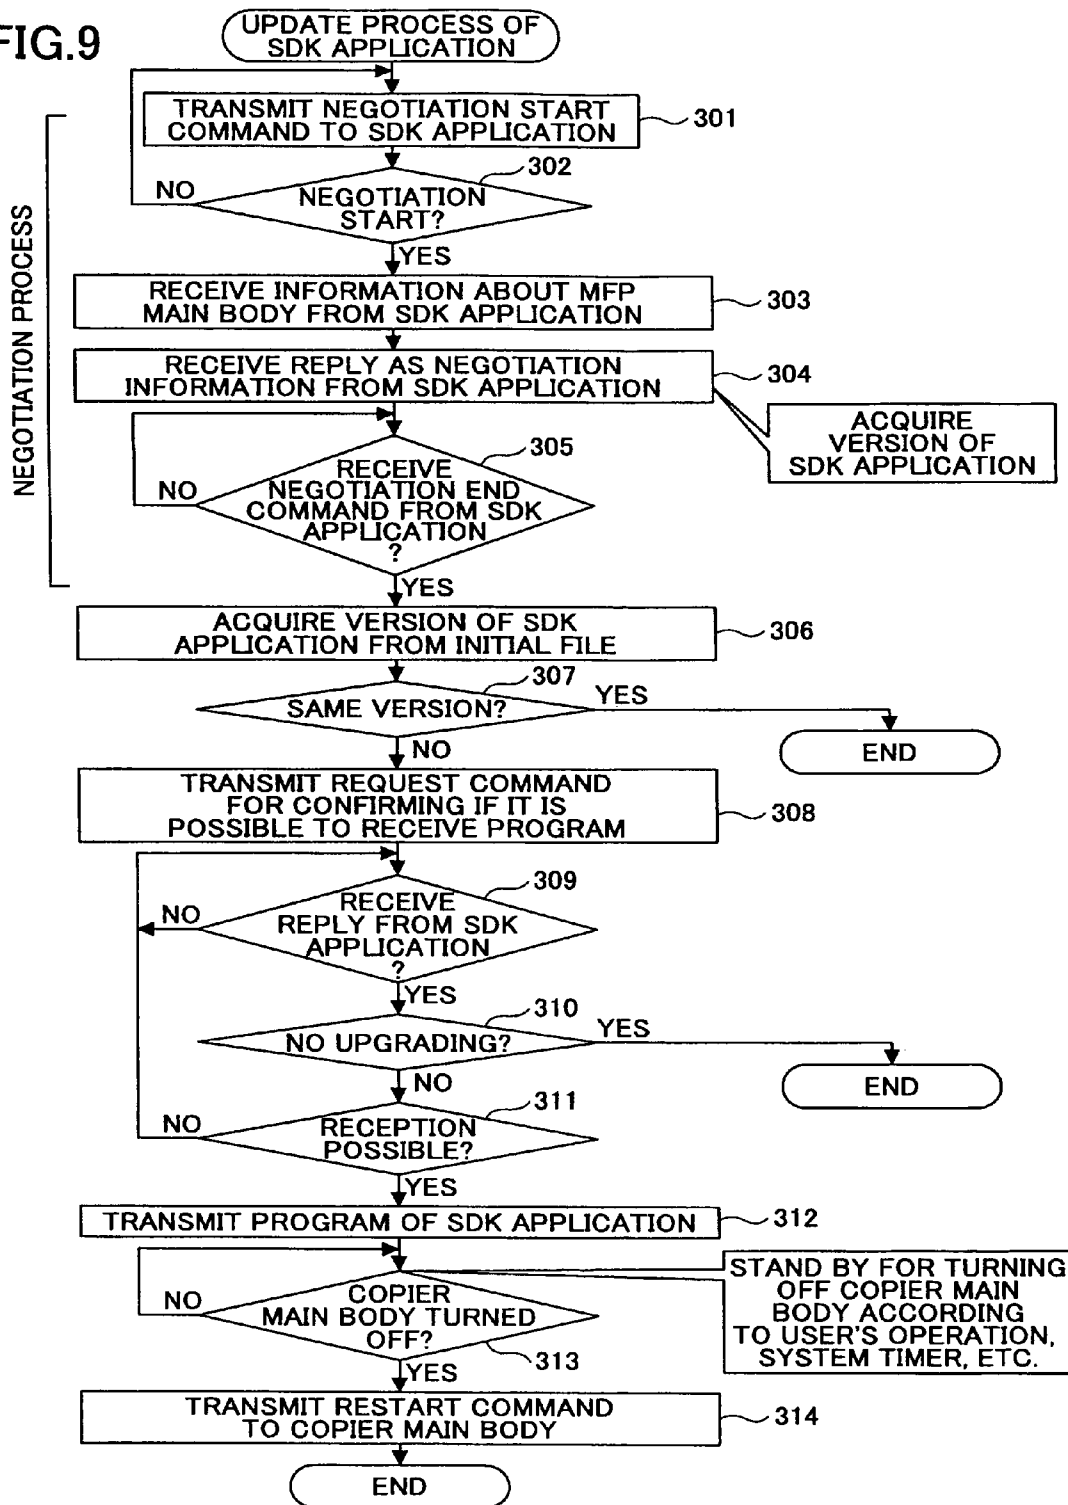 FIG.9
UPDATE PROCESS OF
SDK APPLICATION
TRANSMIT NEGOTIATION START
COMMAND TO SDK APPLICATION
301
302
NO
NEGOTIATION
START?
YES
NEGOTIATION PROCESS
RECEIVE INFORMATION ABOUT MFP
MAIN BODY FROM SDK APPLICATION
303
RECEIVE REPLY AS NEGOTIATION
INFORMATION FROM SDK APPLICATION
304
ACQUIRE
VERSION OF
SDK APPLICATION
305
NO
RECEIVE
NEGOTIATION END
COMMAND FROM SDK
APPLICATION
?
YES
ACQUIRE VERSION OF SDK
APPLICATION FROM INITIAL FILE
306
307
SAME VERSION?
YES
END
NO
TRANSMIT REQUEST COMMAND
FOR CONFIRMING IF IT IS
POSSIBLE TO RECEIVE PROGRAM
308
309
NO
RECEIVE
REPLY FROM SDK
APPLICATION
?
YES
310
NO UPGRADING?
YES
END
NO
311
NO
RECEPTION
POSSIBLE?
YES
TRANSMIT PROGRAM OF SDK APPLICATION
312
NO
COPIER
MAIN BODY TURNED
OFF?
313
STAND BY FOR TURNING
OFF COPIER MAIN
BODY ACCORDING
TO USER'S OPERATION,
SYSTEM TIMER, ETC.
YES
TRANSMIT RESTART COMMAND
TO COPIER MAIN BODY
314
END